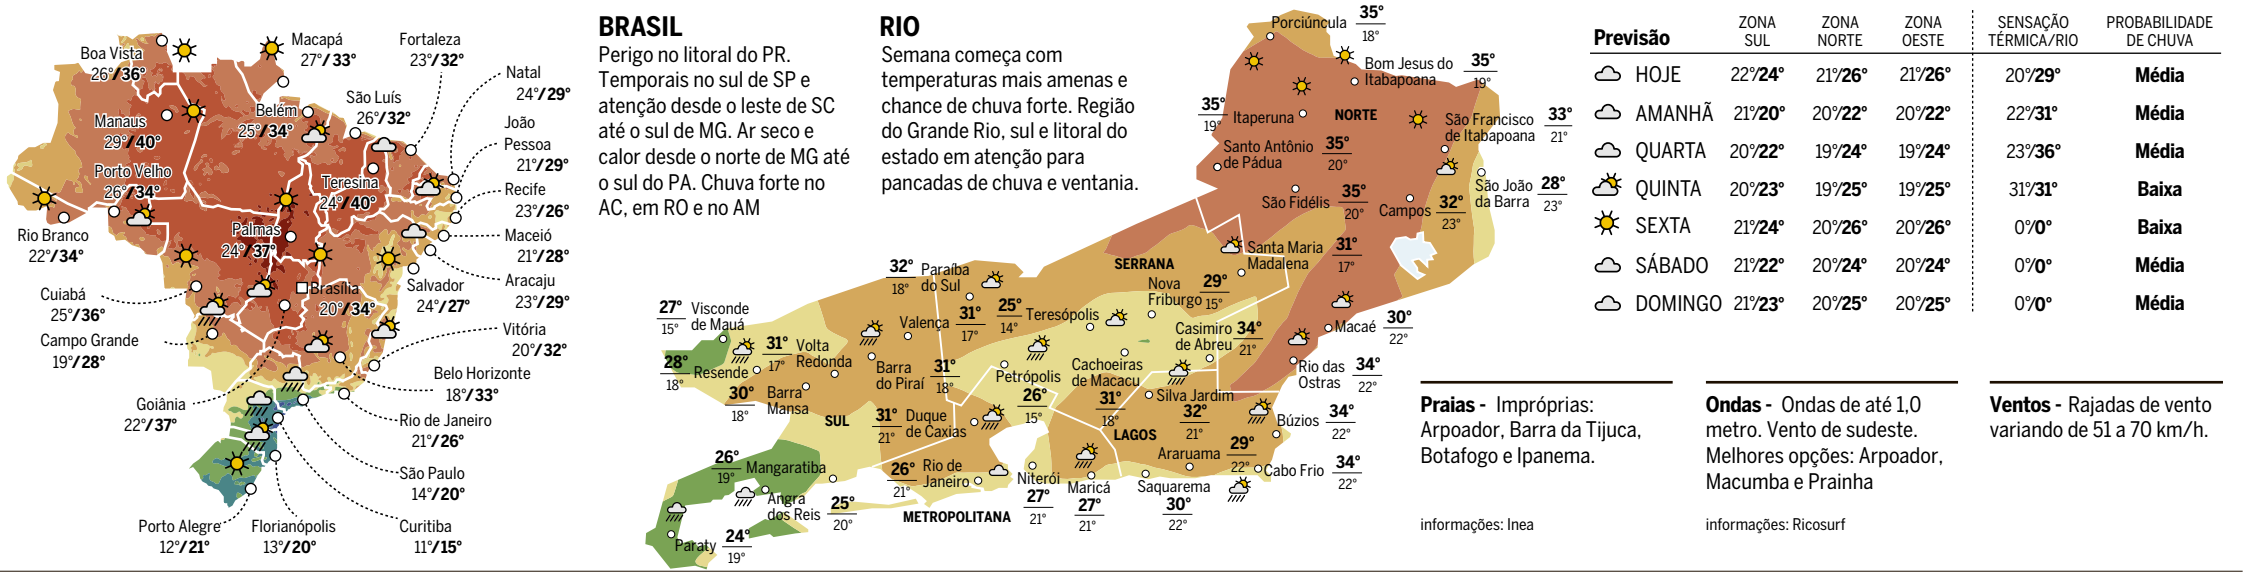 Boa Vista
26°/36°
Macapá
27°/33°
Fortaleza
23°/32°
Natal
24°/29°
Manaus
29°/40°
Belém
25°/34°
São Luís
26°/32°
João
Pessoa
21°/29°
Porto Velho
26°/34°
Teresina
24°/40°
Recife
23°/26°
Rio Branco
22°/34°
Palmas
24°/37°
Maceió
21°/28°
Aracaju
23°/29°
Cuiabá
25°/36°
Brasília
20°/34°
Salvador
24°/27°
Campo Grande
19°/28°
Vitória
20°/32°
Belo Horizonte
18°/33°
Goiânia
22°/37°
Rio de Janeiro
21°/26°
São Paulo
14°/20°
Porto Alegre
12°/21°
Florianópolis
13°/20°
Curitiba
11°/15°
BRASIL
Perigo no litoral do PR.
Temporais no sul de SP e
atenção desde o leste de SC
até o sul de MG. Ar seco e
calor desde o norte de MG até
o sul do PA. Chuva forte no
AC, em RO e no AM
RIO
Semana começa com
temperaturas mais amenas e
chance de chuva forte. Região
do Grande Rio, sul e litoral do
estado em atenção para
pancadas de chuva e ventania.
Porciúncula 35°
18°
Bom Jesus do
Itabapoana
35°
19°
35°
19°
Itaperuna
NORTE
São Francisco
de Itabapoana
33°
21°
Santo Antônio
de Pádua
35°
20°
São Fidélis
35°
20°
Campos
32°
23°
São João
da Barra
28°
23°
SERRANA
Santa Maria
Madalena
31°
17°
32°
18°
Paraíba
do Sul
Nova
Friburgo
29°
15°
27°
15°
Visconde
de Mauá
Valença
31°
17°
25°
14°
Teresópolis
Casimiro
de Abreu
34°
21°
Macaé
30°
22°
28°
18°
Resende
31°
17°
Volta
Redonda
Barra
do Piraí
31°
18°
Petrópolis
26°
15°
Cachoeiras
de Macacu
31°
18°
Rio das
Ostras
34°
22°
30°
18°
Barra
Mansa
SUL
31°
21°
Duque
de Caxias
Silva Jardim
32°
21°
LAGOS
Búzios
34°
22°
26°
19°
Mangaratiba
26°
21°
Rio de
Janeiro
Niterói
27°
21°
Maricá
27°
21°
Araruama
29°
22°
Cabo Frio
34°
22°
Saquarema
30°
22°
Angra
dos Reis
25°
20°
METROPOLITANA
Paraty
24°
19°
Previsão ZONA SUL ZONA NORTE ZONA OESTE SENSAÇÃO TÉRMICA/RIO PROBABILIDADE DE CHUVA
HOJE 22°/24° 21°/26° 21°/26° 20°/29° Média
AMANHÃ 21°/20° 20°/22° 20°/22° 22°/31° Média
QUARTA 20°/22° 19°/24° 19°/24° 23°/36° Média
QUINTA 20°/23° 19°/25° 19°/25° 31°/31° Baixa
SEXTA 21°/24° 20°/26° 20°/26° 0°/0° Baixa
SÁBADO 21°/22° 20°/24° 20°/24° 0°/0° Média
DOMINGO 21°/23° 20°/25° 20°/25° 0°/0° Média
Praias - Impróprias:
Arpoador, Barra da Tijuca,
Botafogo e Ipanema.
informações: Inea
Ondas - Ondas de até 1,0
metro. Vento de sudeste.
Melhores opções: Arpoador,
Macumba e Prainha
informações: Ricosurf
Ventos - Rajadas de vento
variando de 51 a 70 km/h.